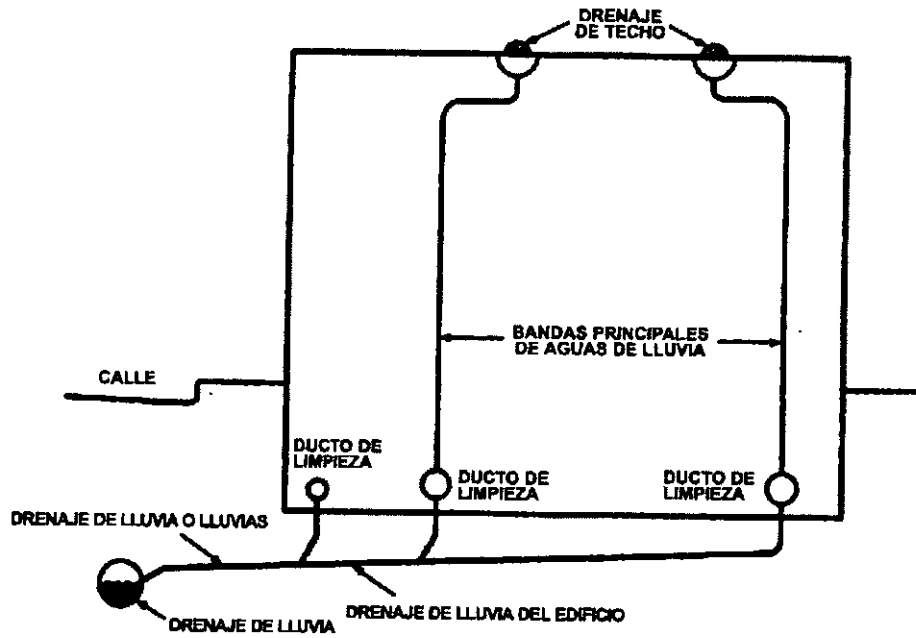 DRENAJE
DE TECHO
BANDAS PRINCIPALES
DE AGUAS DE LLUVIA
CALLE
DUCTO DE
LIMPIEZA
DUCTO DE
LIMPIEZA
DUCTO DE
LIMPIEZA
DRENAJE DE LLUVIA O LLUVIAS
DRENAJE DE LLUVIA DEL EDIFICIO
DRENAJE DE LLUVIA